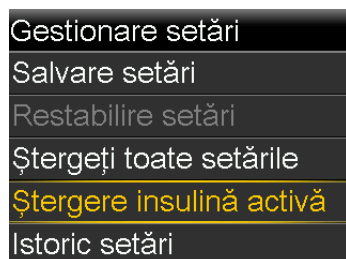 Gestionare setări
Salvare setări
Restabilire setări
Ștergeți toate setările
Ștergere insulină activă
Istoric setări